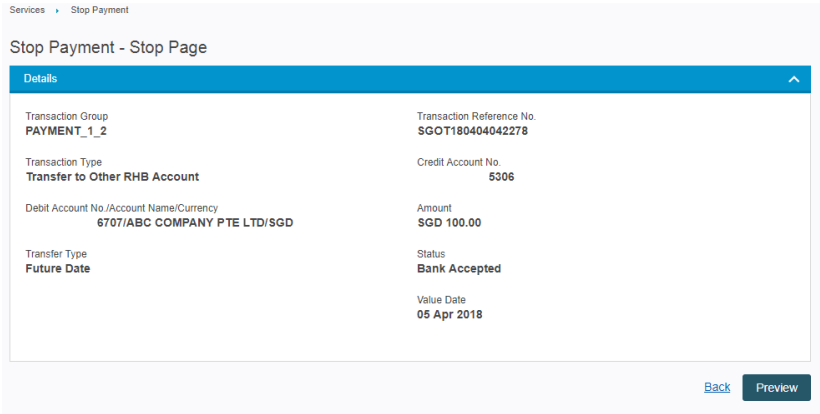 Services › Stop Payment
Stop Payment - Stop Page
Details
Transaction Group
PAYMENT_1_2
Transaction Reference No.
SGOT180404042278
Transaction Type
Transfer to Other RHB Account
Credit Account No.
5306
Debit Account No./Account Name/Currency
6707/ABC COMPANY PTE LTD/SGD
Amount
SGD 100.00
Transfer Type
Future Date
Status
Bank Accepted
Value Date
05 Apr 2018
Back
Preview